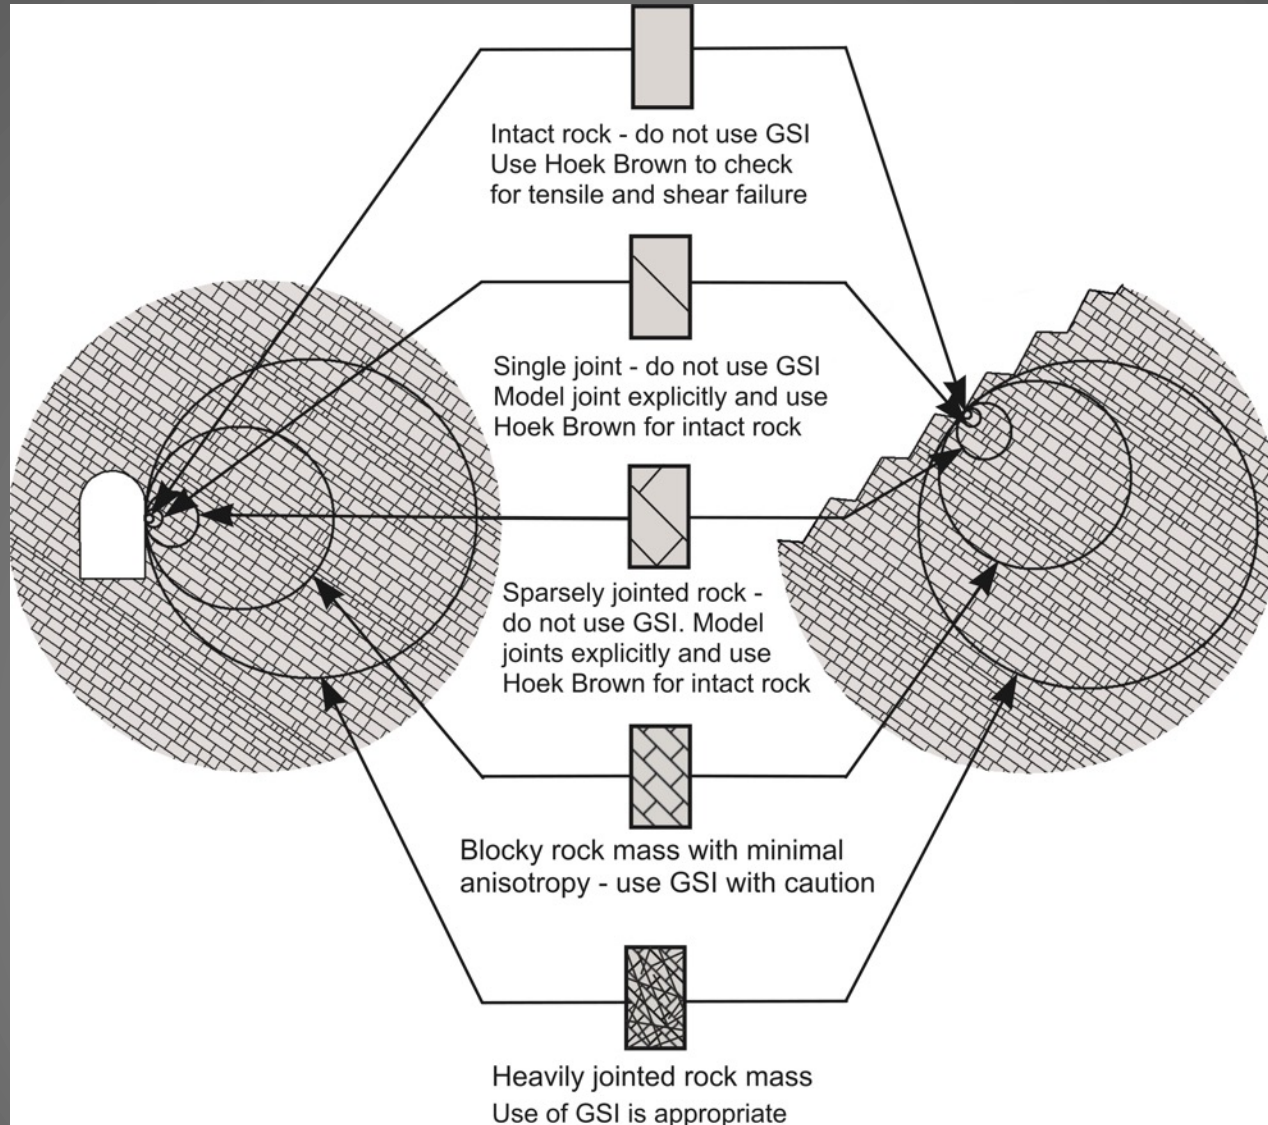 Intact rock - do not use GSI
Use Hoek Brown to check
for tensile and shear failure
Single joint - do not use GSI
Model joint explicitly and use
Hoek Brown for intact rock
Sparsely jointed rock -
do not use GSI. Model
joints explicitly and use
Hoek Brown for intact rock
Blocky rock mass with minimal
anisotropy - use GSI with caution
Heavily jointed rock mass
Use of GSI is appropriate